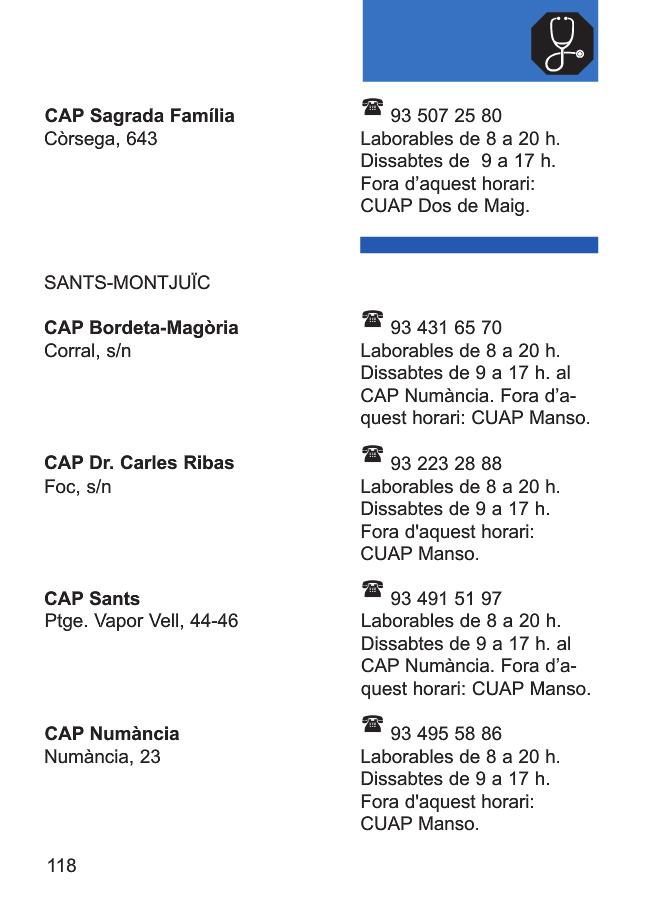 CAP Sagrada Família
Còrsega, 643
93 507 25 80
Laborables de 8 a 20 h.
Dissabtes de  9 a 17 h.
Fora d’aquest horari:
CUAP Dos de Maig.
SANTS-MONTJUÏC
CAP Bordeta-Magòria
Corral, s/n
93 431 65 70
Laborables de 8 a 20 h.
Dissabtes de 9 a 17 h. al
CAP Numància. Fora d’a-
quest horari: CUAP Manso.
CAP Dr. Carles Ribas
Foc, s/n
93 223 28 88
Laborables de 8 a 20 h.
Dissabtes de 9 a 17 h.
Fora d'aquest horari:
CUAP Manso.
CAP Sants
Ptge. Vapor Vell, 44-46
93 491 51 97
Laborables de 8 a 20 h.
Dissabtes de 9 a 17 h. al
CAP Numància. Fora d’a-
quest horari: CUAP Manso.
CAP Numància
Numància, 23
93 495 58 86
Laborables de 8 a 20 h.
Dissabtes de 9 a 17 h.
Fora d'aquest horari:
CUAP Manso.
118